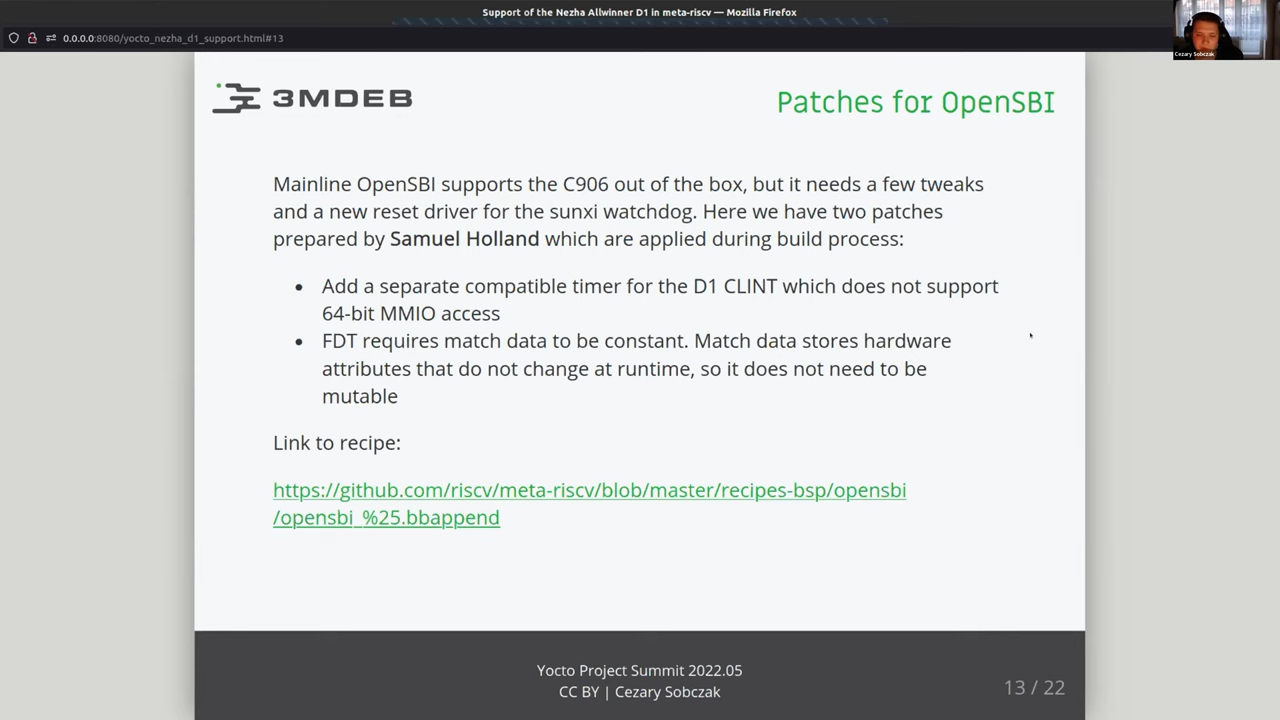 Support of the Nezha Allwinner D1 in meta-riscv — Mozilla Firefox
0.0.0.0:8080/yocto_nezha_d1_support.html#13
Cezary Sobczak
3MDEB
Patches for OpenSBI
Mainline OpenSBI supports the C906 out of the box, but it needs a few tweaks
and a new reset driver for the sunxi watchdog. Here we have two patches
prepared by Samuel Holland which are applied during build process:
• Add a separate compatible timer for the D1 CLINT which does not support
64-bit MMIO access
• FDT requires match data to be constant. Match data stores hardware
attributes that do not change at runtime, so it does not need to be
mutable
Link to recipe:
https://github.com/riscv/meta-riscv/blob/master/recipes-bsp/opensbi
/opensbi_%25.bbappend
Yocto Project Summit 2022.05
CC BY | Cezary Sobczak
13 / 22